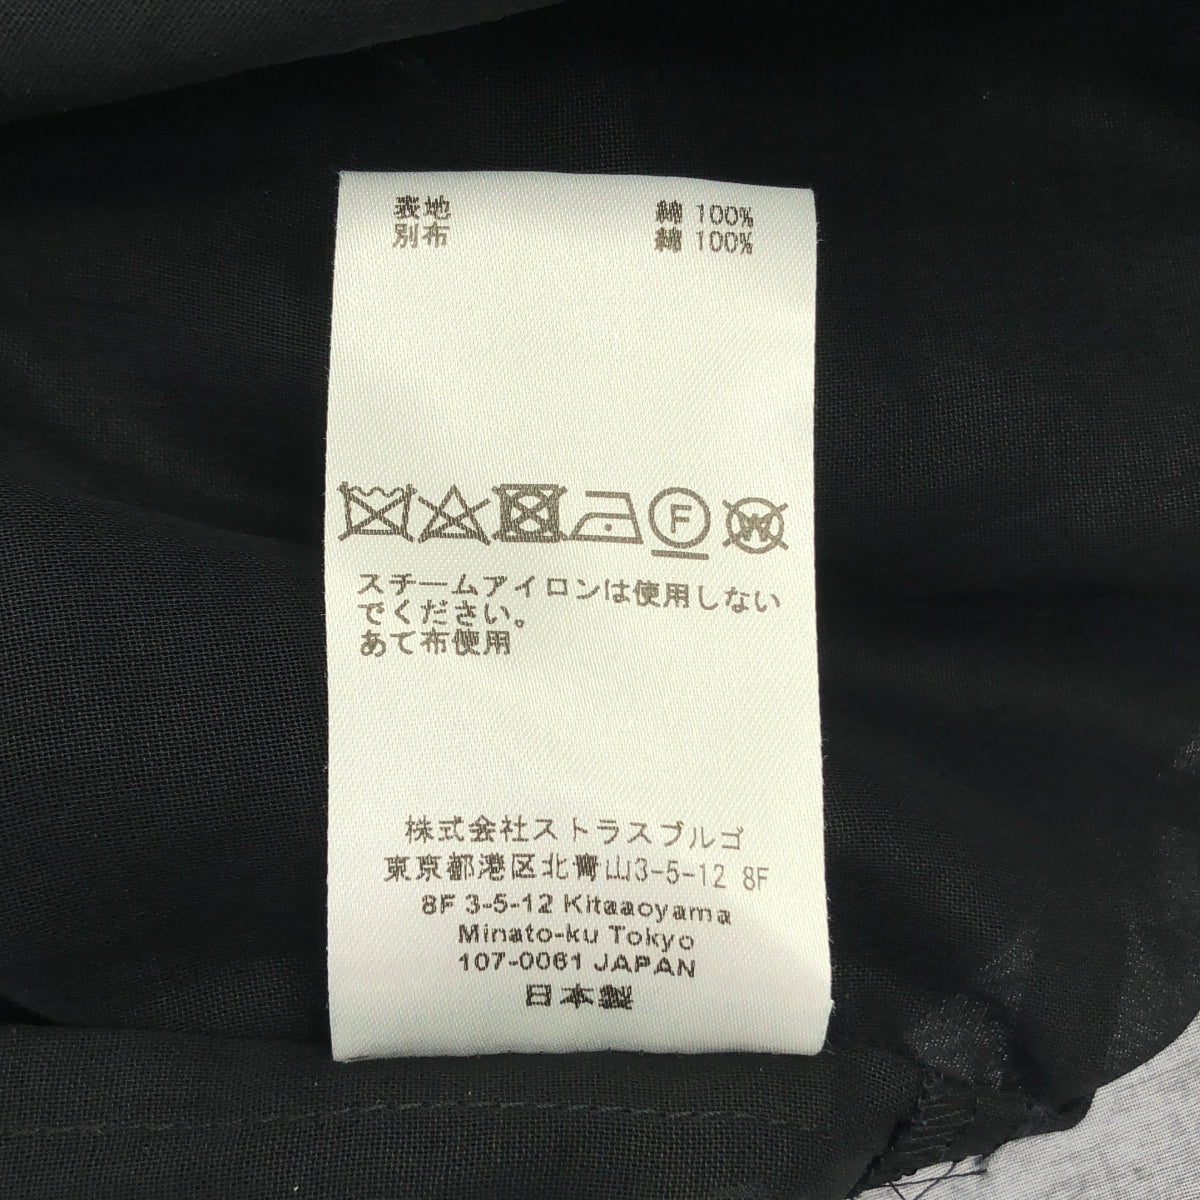 表地 綿 100%
別布 綿 100%
F W
スチームアイロンは使用しない
でください。
あて布使用
株式会社ストラスブルゴ
東京都港区北青山3-5-12 8F
8F 3-5-12 Kitaaoyama
Minato-ku Tokyo
107-0061 JAPAN
日本製